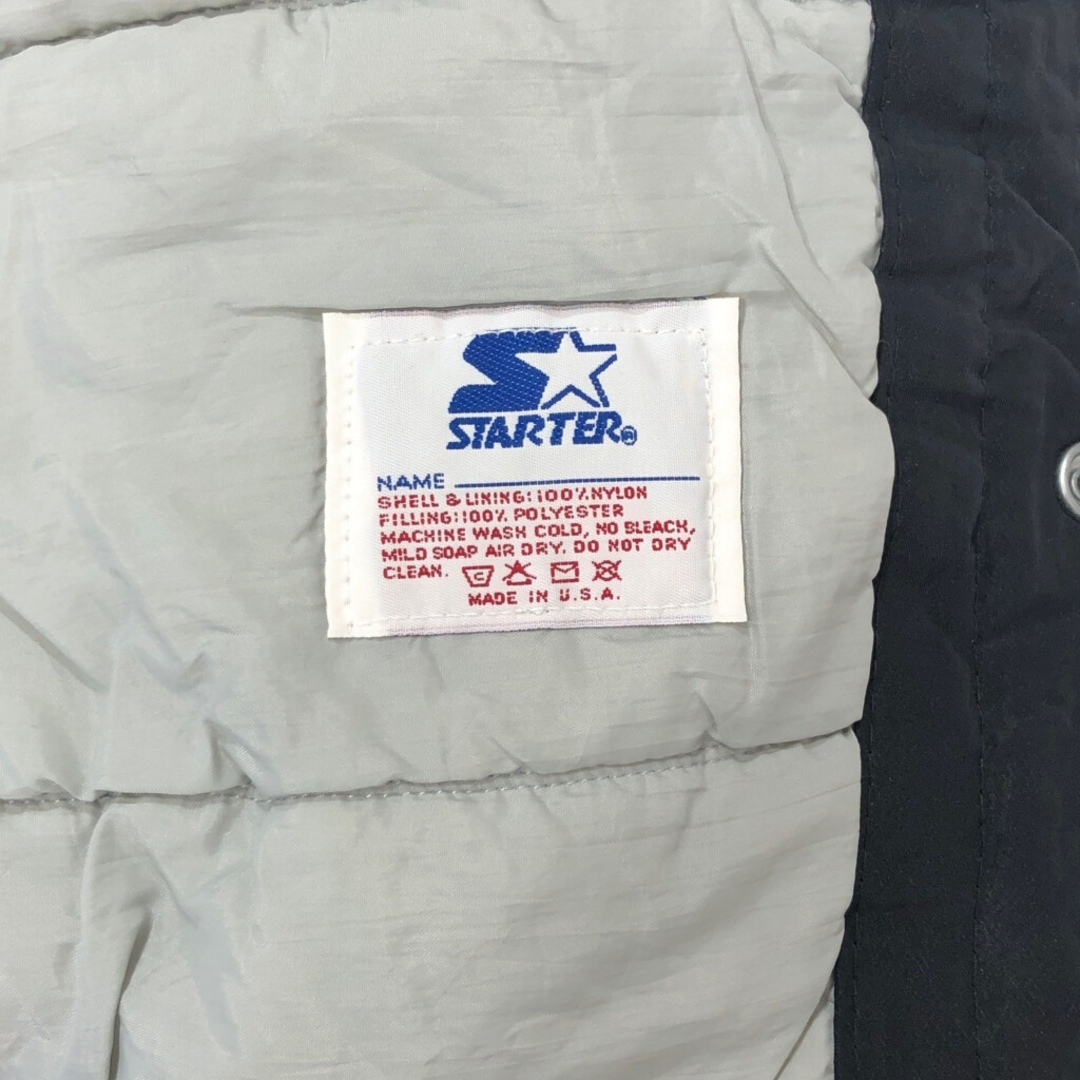 STARTER®
NAME
SHELL & LINING: 100% NYLON
FILLING: 100% POLYESTER
MACHINE WASH COLD, NO BLEACH,
MILD SOAP AIR DRY. DO NOT DRY
CLEAN. C
MADE IN U.S.A.